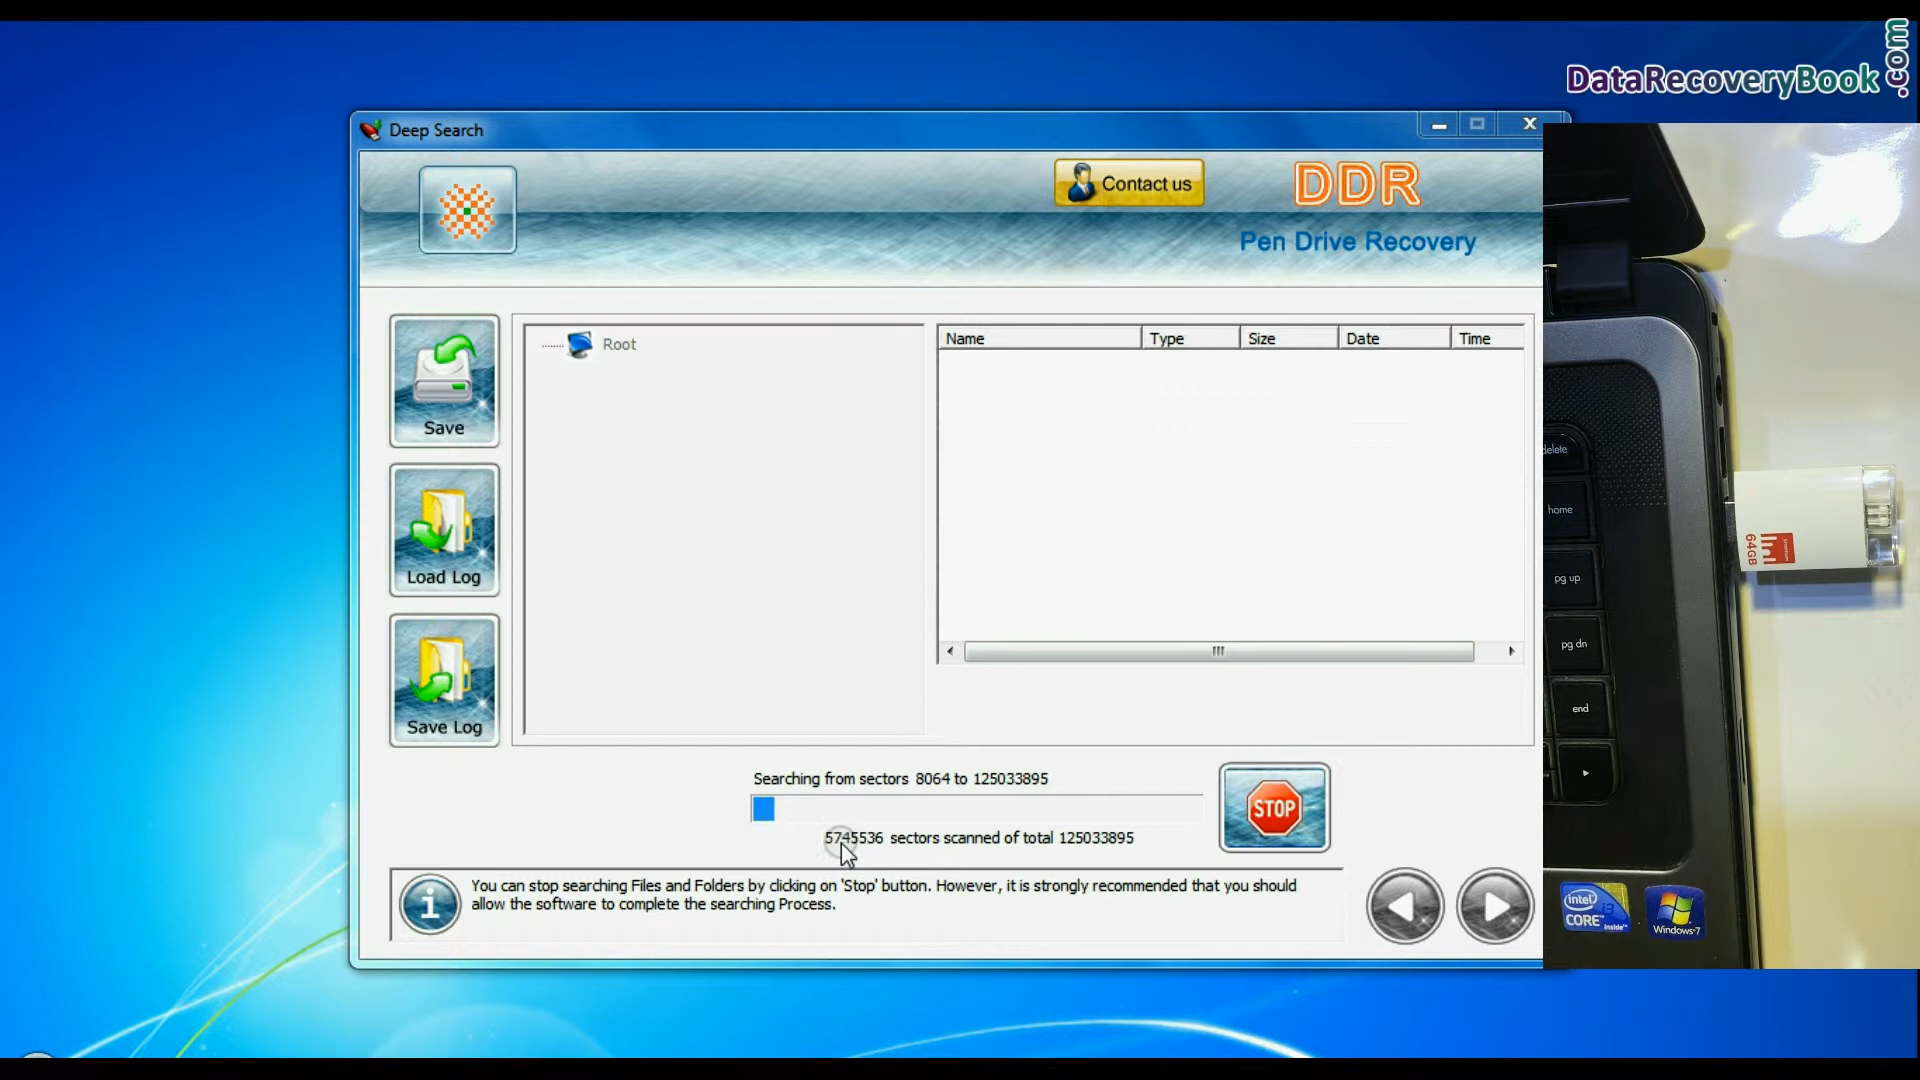 DataRecoveryBook.com
Deep Search
Contact us
DDR
Pen Drive Recovery
Save
Load Log
Save Log
Root
Name Type Size Date Time
Searching from sectors 8064 to 125033895
5745536 sectors scanned of total 125033895
STOP
You can stop searching Files and Folders by clicking on 'Stop' button. However, it is strongly recommended that you should
allow the software to complete the searching Process.
delete
home
pg up
pg dn
end
64GB
intel
CORE i3
inside
Windows 7